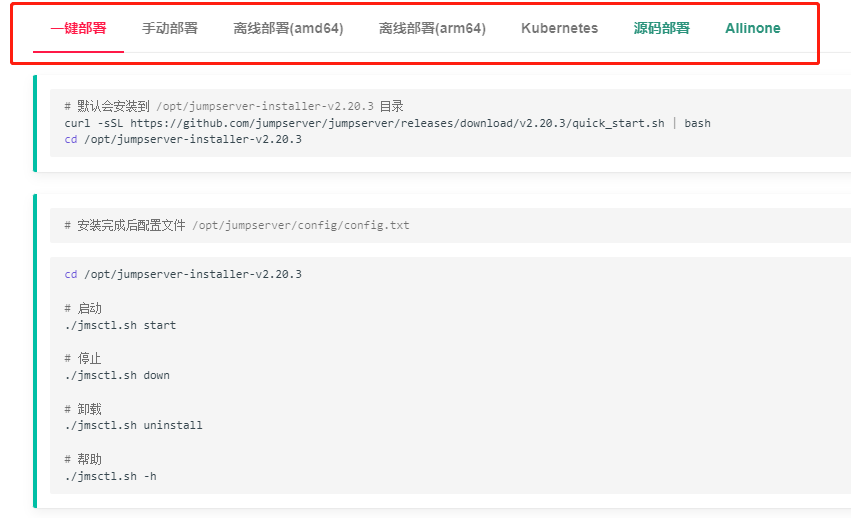 一键部署 手动部署 离线部署(amd64) 离线部署(arm64) Kubernetes 源码部署 Allinone
# 默认会安装到 /opt/jumpserver-installer-v2.20.3 目录
curl -sSL https://github.com/jumpserver/jumpserver/releases/download/v2.20.3/quick_start.sh | bash
cd /opt/jumpserver-installer-v2.20.3
# 安装完成后配置文件 /opt/jumpserver/config/config.txt
cd /opt/jumpserver-installer-v2.20.3
# 启动
./jmsctl.sh start
# 停止
./jmsctl.sh down
# 卸载
./jmsctl.sh uninstall
# 帮助
./jmsctl.sh -h